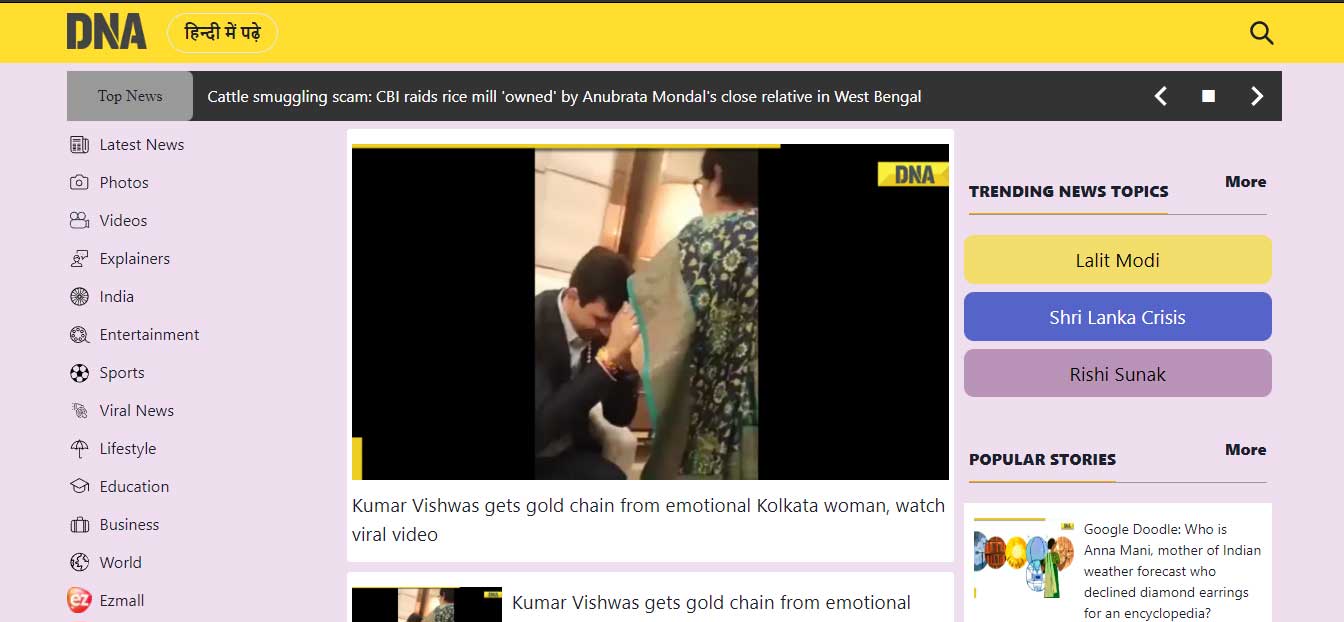 DNA
हिन्दी में पढ़े
Top News
Cattle smuggling scam: CBI raids rice mill 'owned' by Anubrata Mondal's close relative in West Bengal
Latest News
Photos
Videos
Explainers
India
Entertainment
Sports
Viral News
Lifestyle
Education
Business
World
ez
Ezmall
DNA
Kumar Vishwas gets gold chain from emotional Kolkata woman, watch
viral video
DNA
Kumar Vishwas gets gold chain from emotional
TRENDING NEWS TOPICS
More
Lalit Modi
Shri Lanka Crisis
Rishi Sunak
POPULAR STORIES
More
DNA
Google Doodle: Who is
Anna Mani, mother of Indian
weather forecast who
declined diamond earrings
for an encyclopedia?